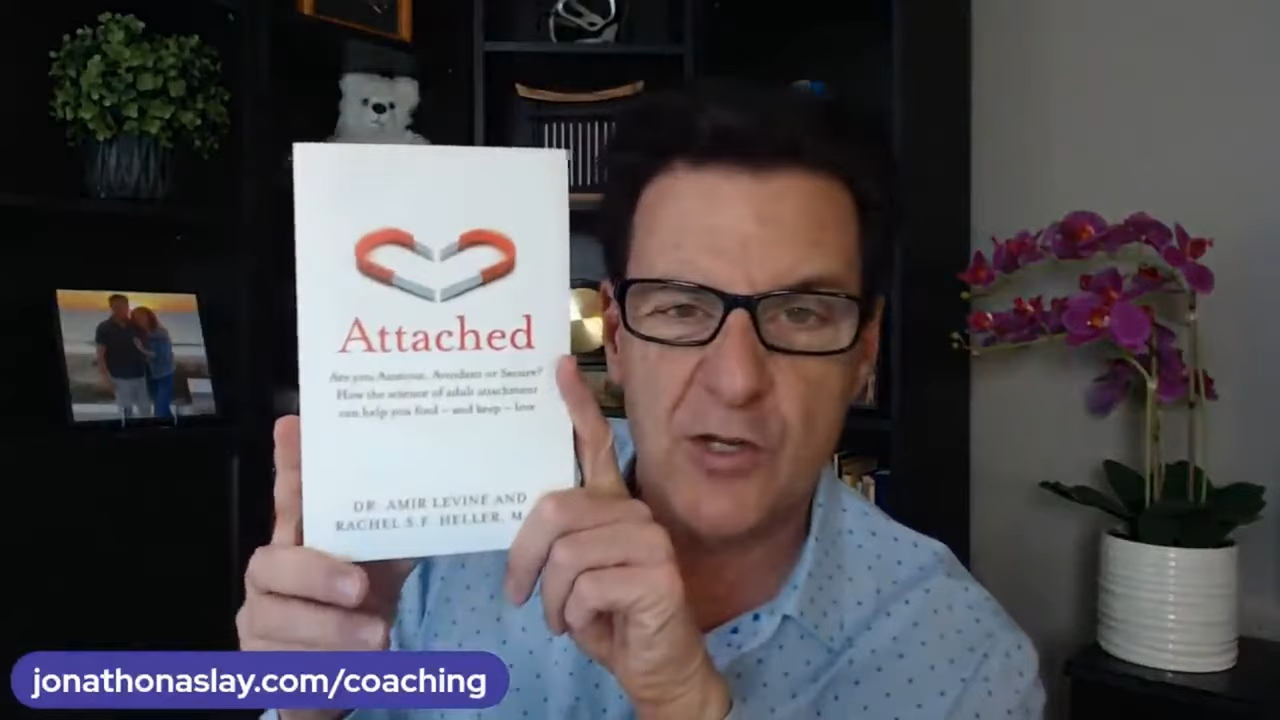 Attached
Are you Anxious, Avoidant or Secure?
How the science of adult attachment
can help you find – and keep – love
DR. AMIR LEVINE AND
RACHEL S.F. HELLER, M.
jonathonaslay.com/coaching